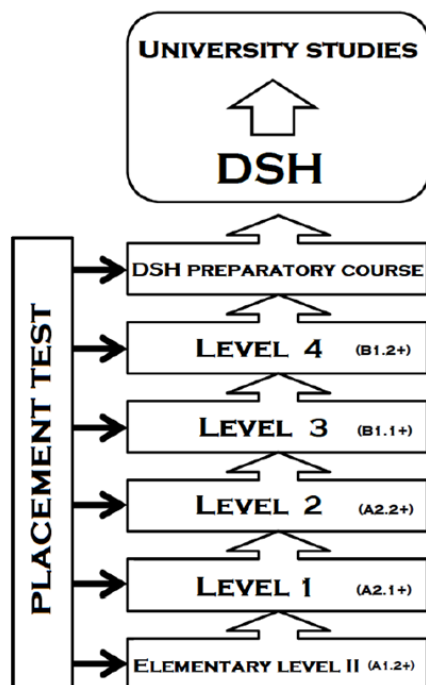 UNIVERSITY STUDIES
DSH
DSH PREPARATORY COURSE
LEVEL 4 (B1.2+)
LEVEL 3 (B1.1+)
LEVEL 2 (A2.2+)
LEVEL 1 (A2.1+)
ELEMENTARY LEVEL II (A1.2+)
PLACEMENT TEST